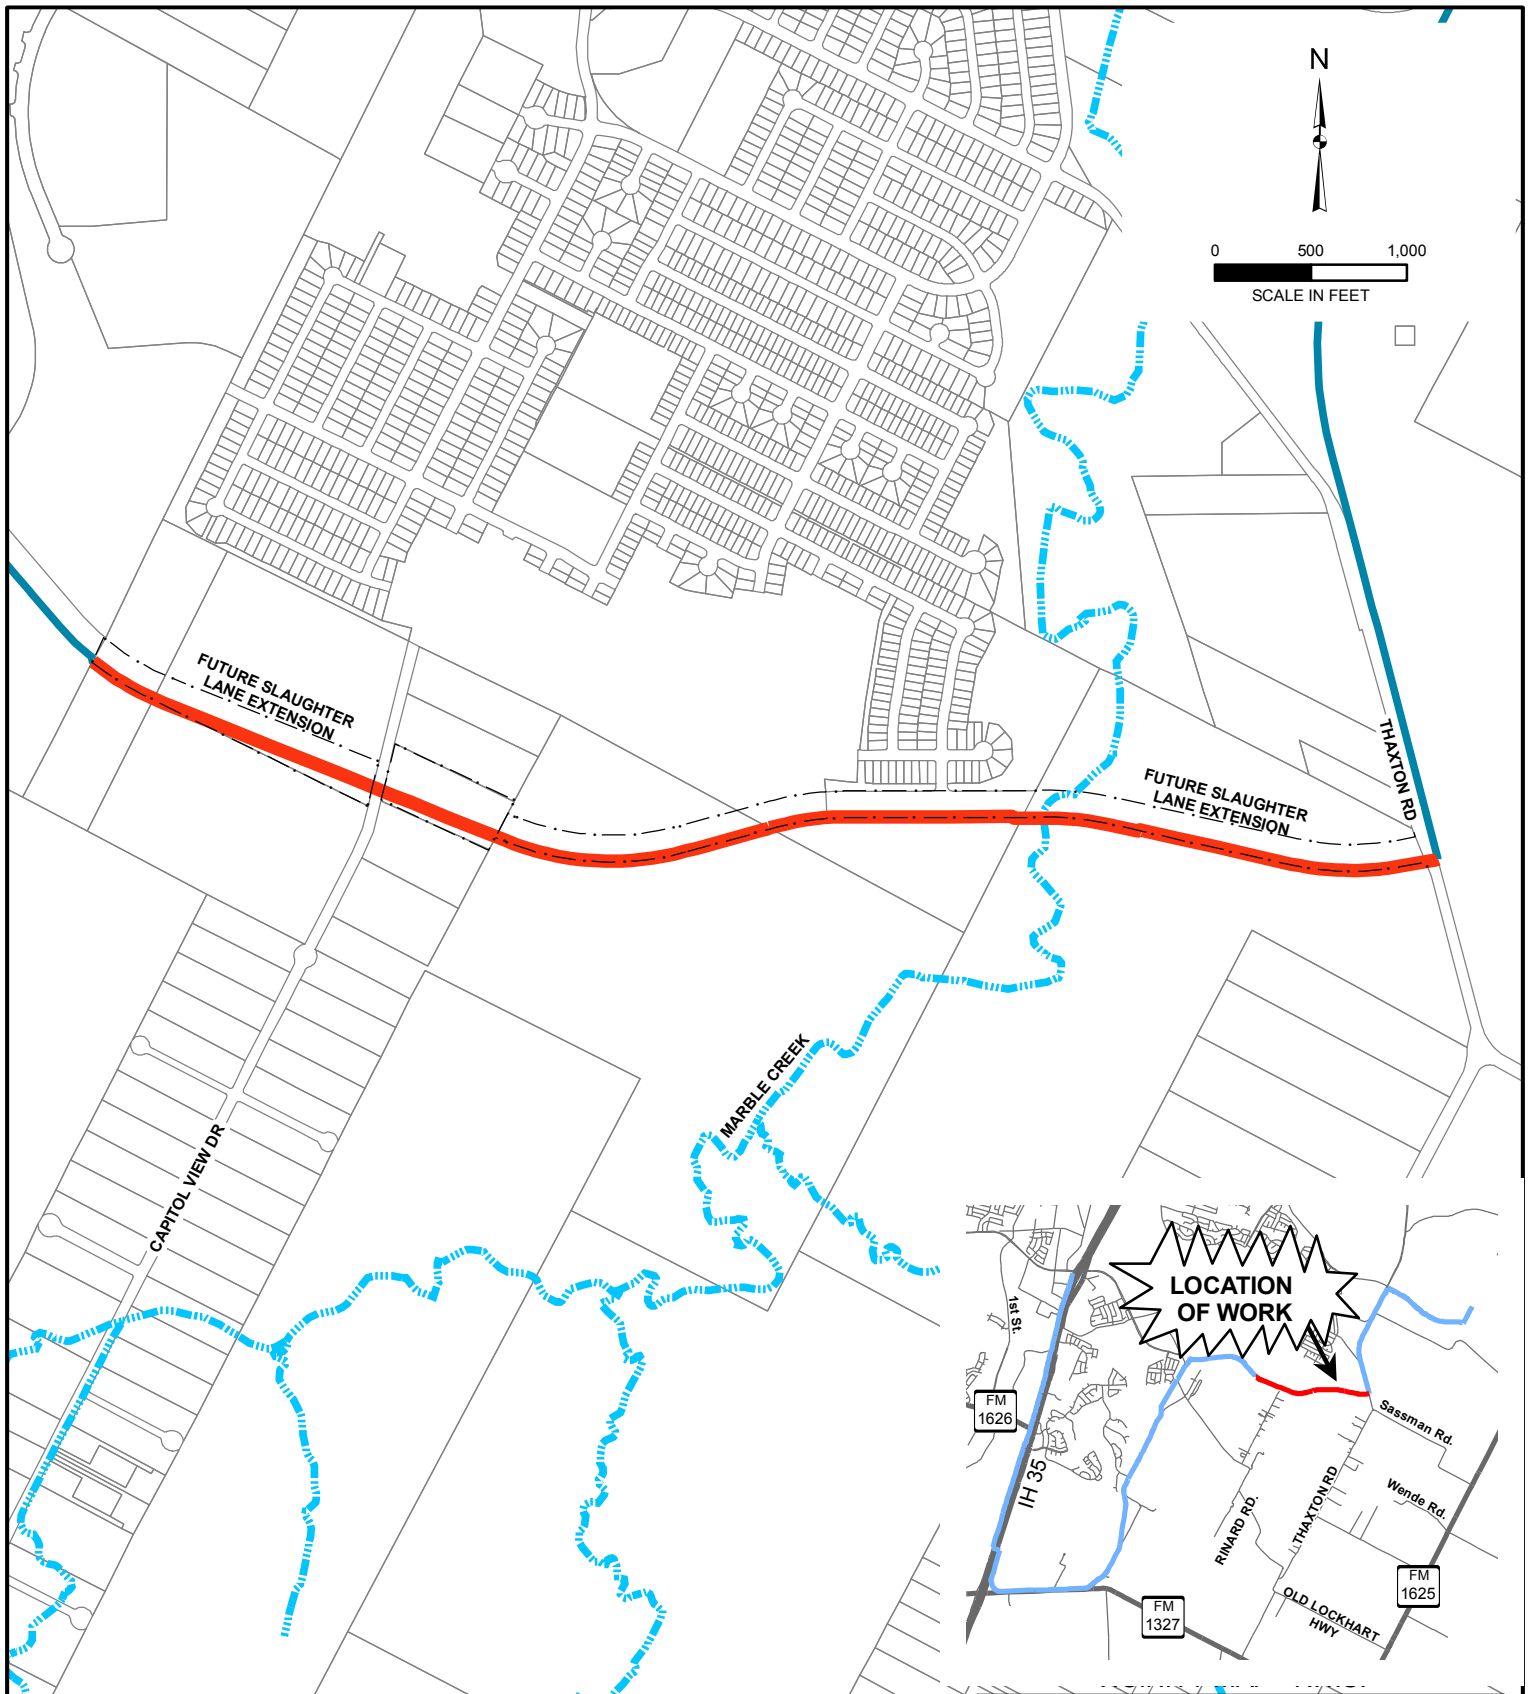 N
0 500 1,000
SCALE IN FEET
FUTURE SLAUGHTER
LANE EXTENSION
THAXTON RD
FUTURE SLAUGHTER
LANE EXTENSION
MARBLE CREEK
CAPITOL VIEW DR
LOCATION
OF WORK
1st St.
FM
1626
IH 35
Sassman Rd.
Wende Rd.
THAXTON RD
RINARD RD.
FM
1625
FM
1327
OLD LOCKHART
HWY